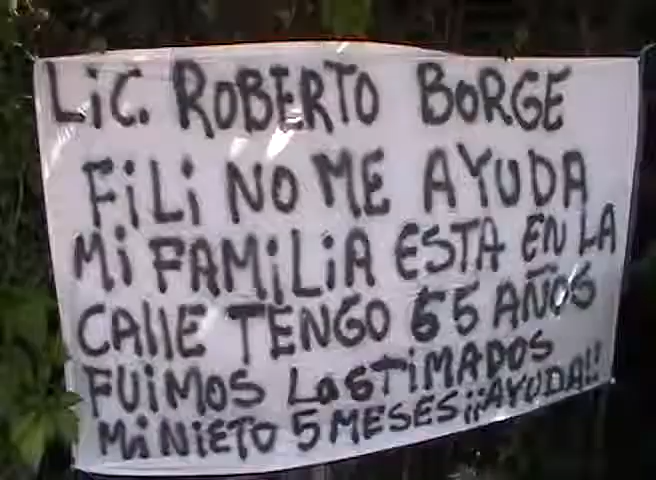 LiC. ROBERTO BORGE
FiLi NO ME AYUDA
Mi FAMiLiA ESTA EN LA
CAllE TENGO 65 AÑOS
FUiMOS LaSTiMADOS
Mi NiETO 5 MESES ¡¡AYUDA!!